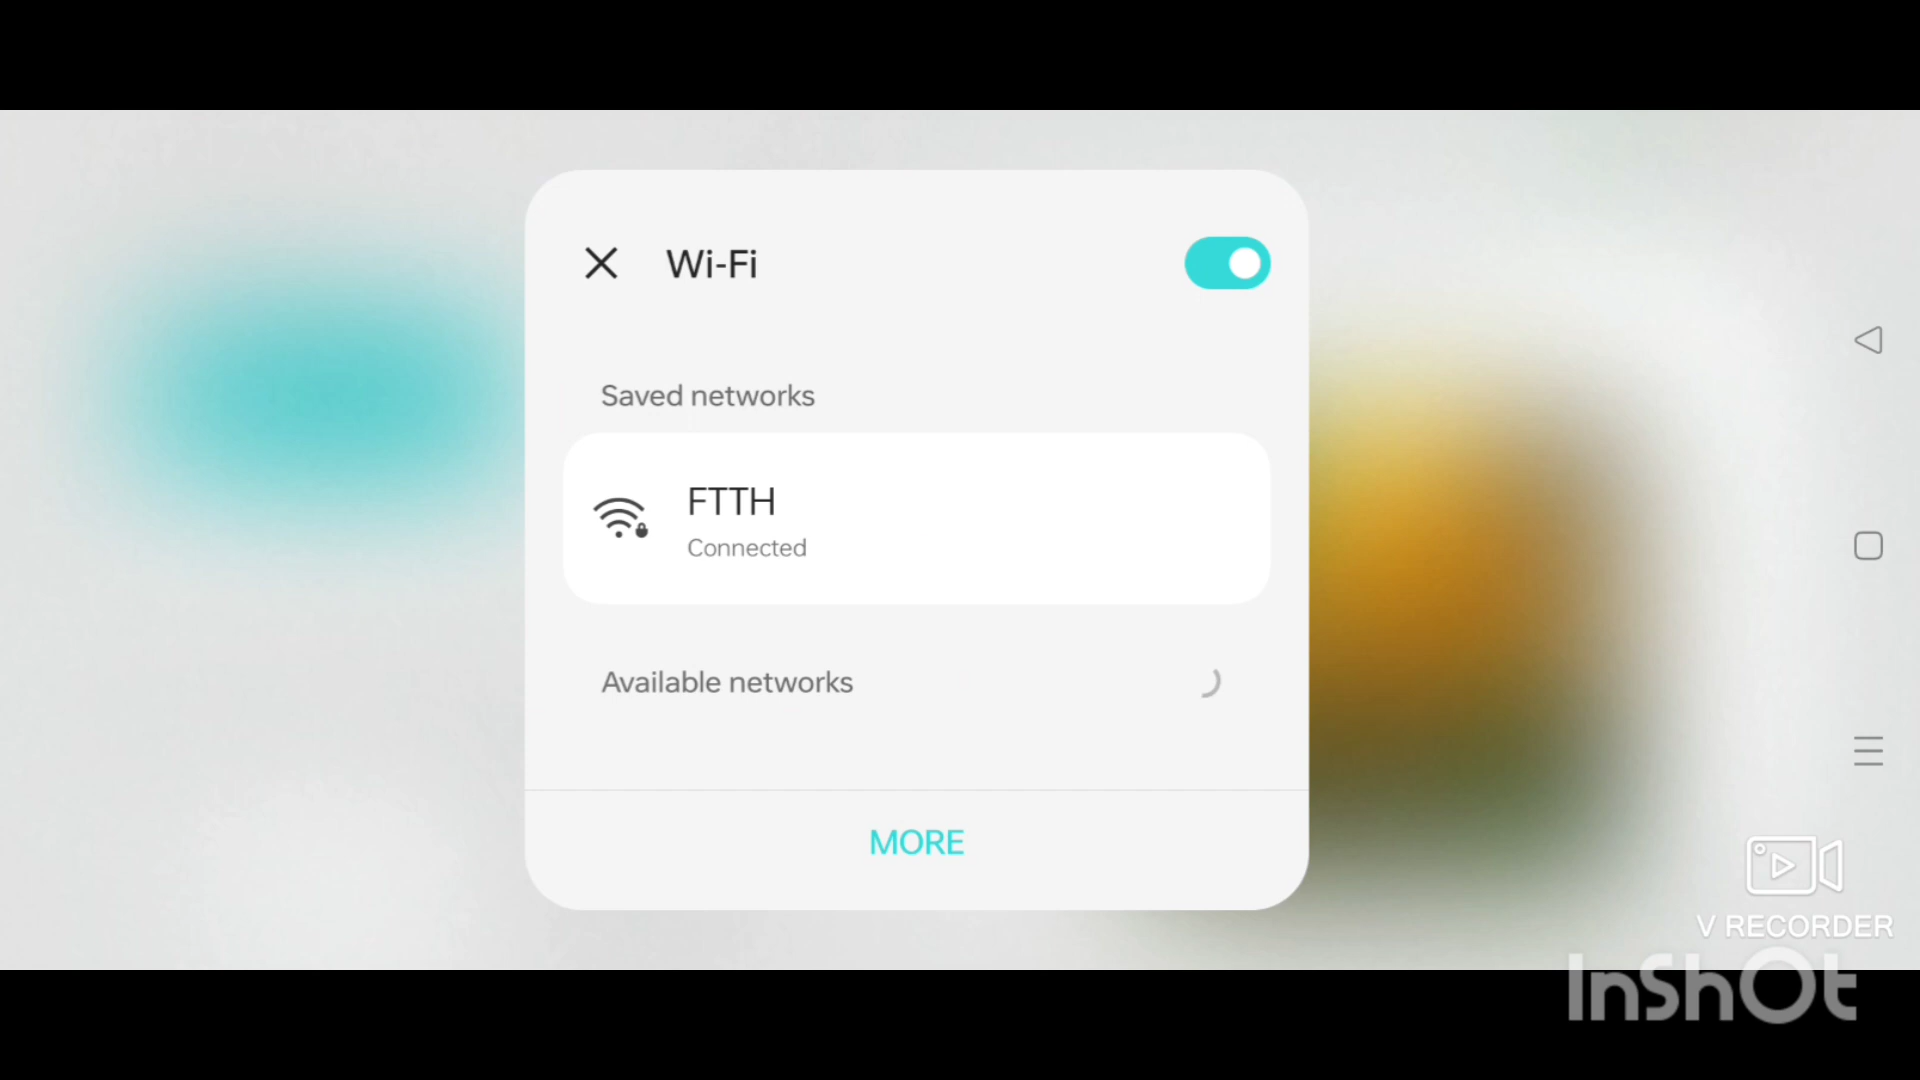 Wi-Fi
Saved networks
FTTH
Connected
Available networks
MORE
V RECORDER
InShOt